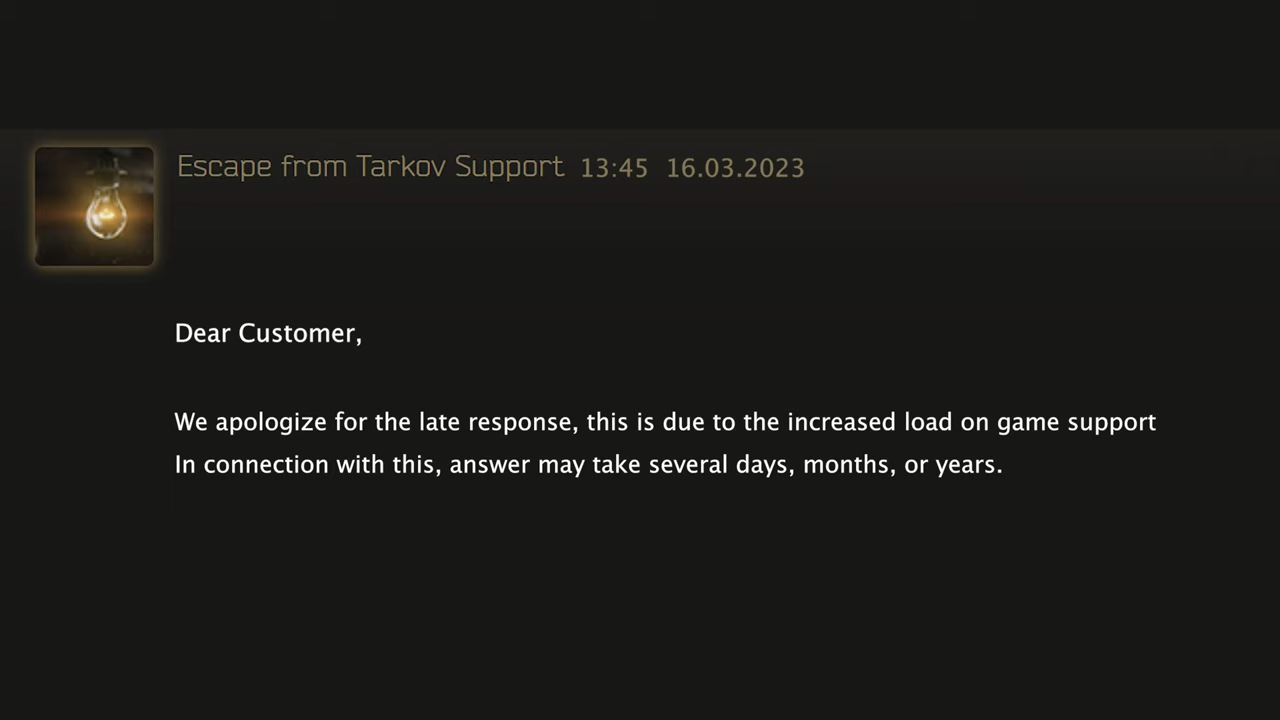 Escape from Tarkov Support 13:45 16.03.2023
Dear Customer,
We apologize for the late response, this is due to the increased load on game support
In connection with this, answer may take several days, months, or years.